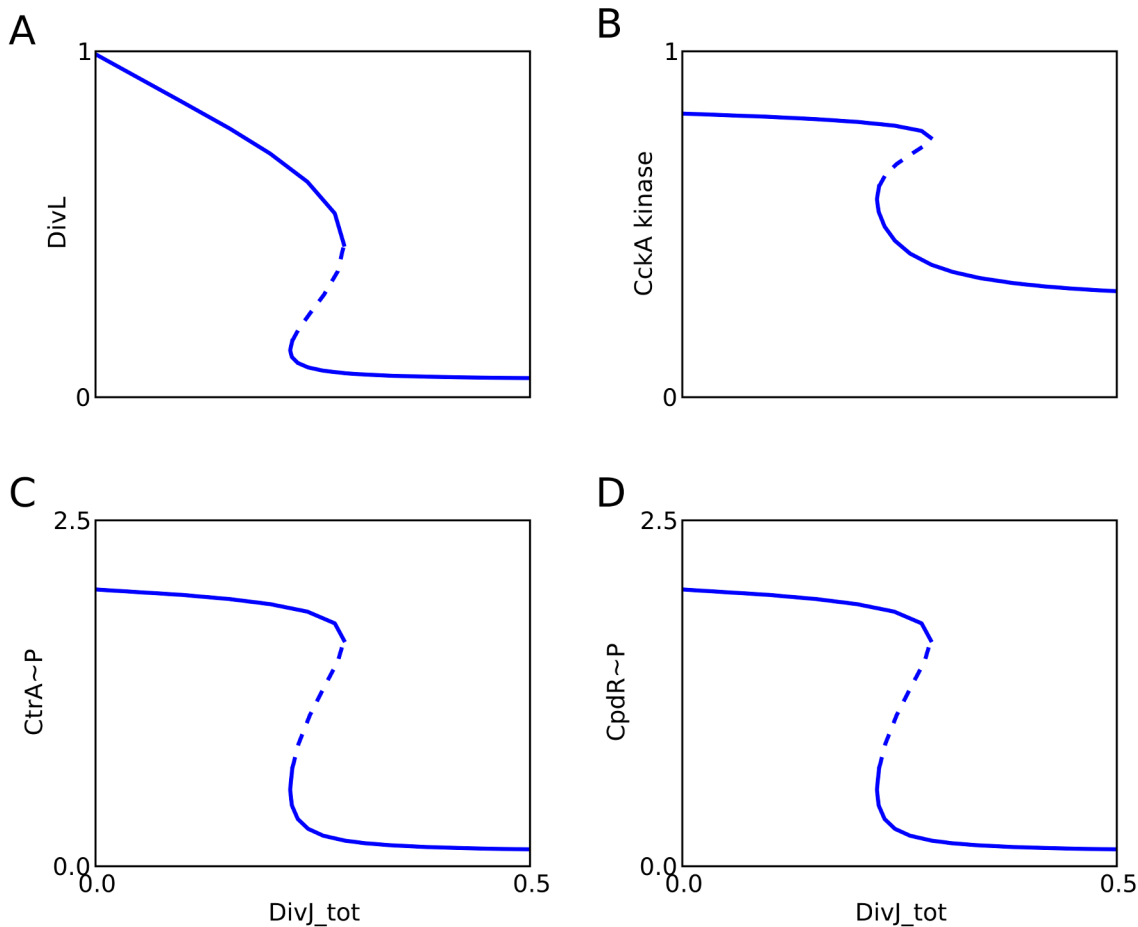 A
1
DivL
0
B
1
CckA kinase
0
C
2.5
CtrA~P
0.0
0.0
0.5
DivJ_tot
D
2.5
CpdR~P
0.0
0.0
0.5
DivJ_tot